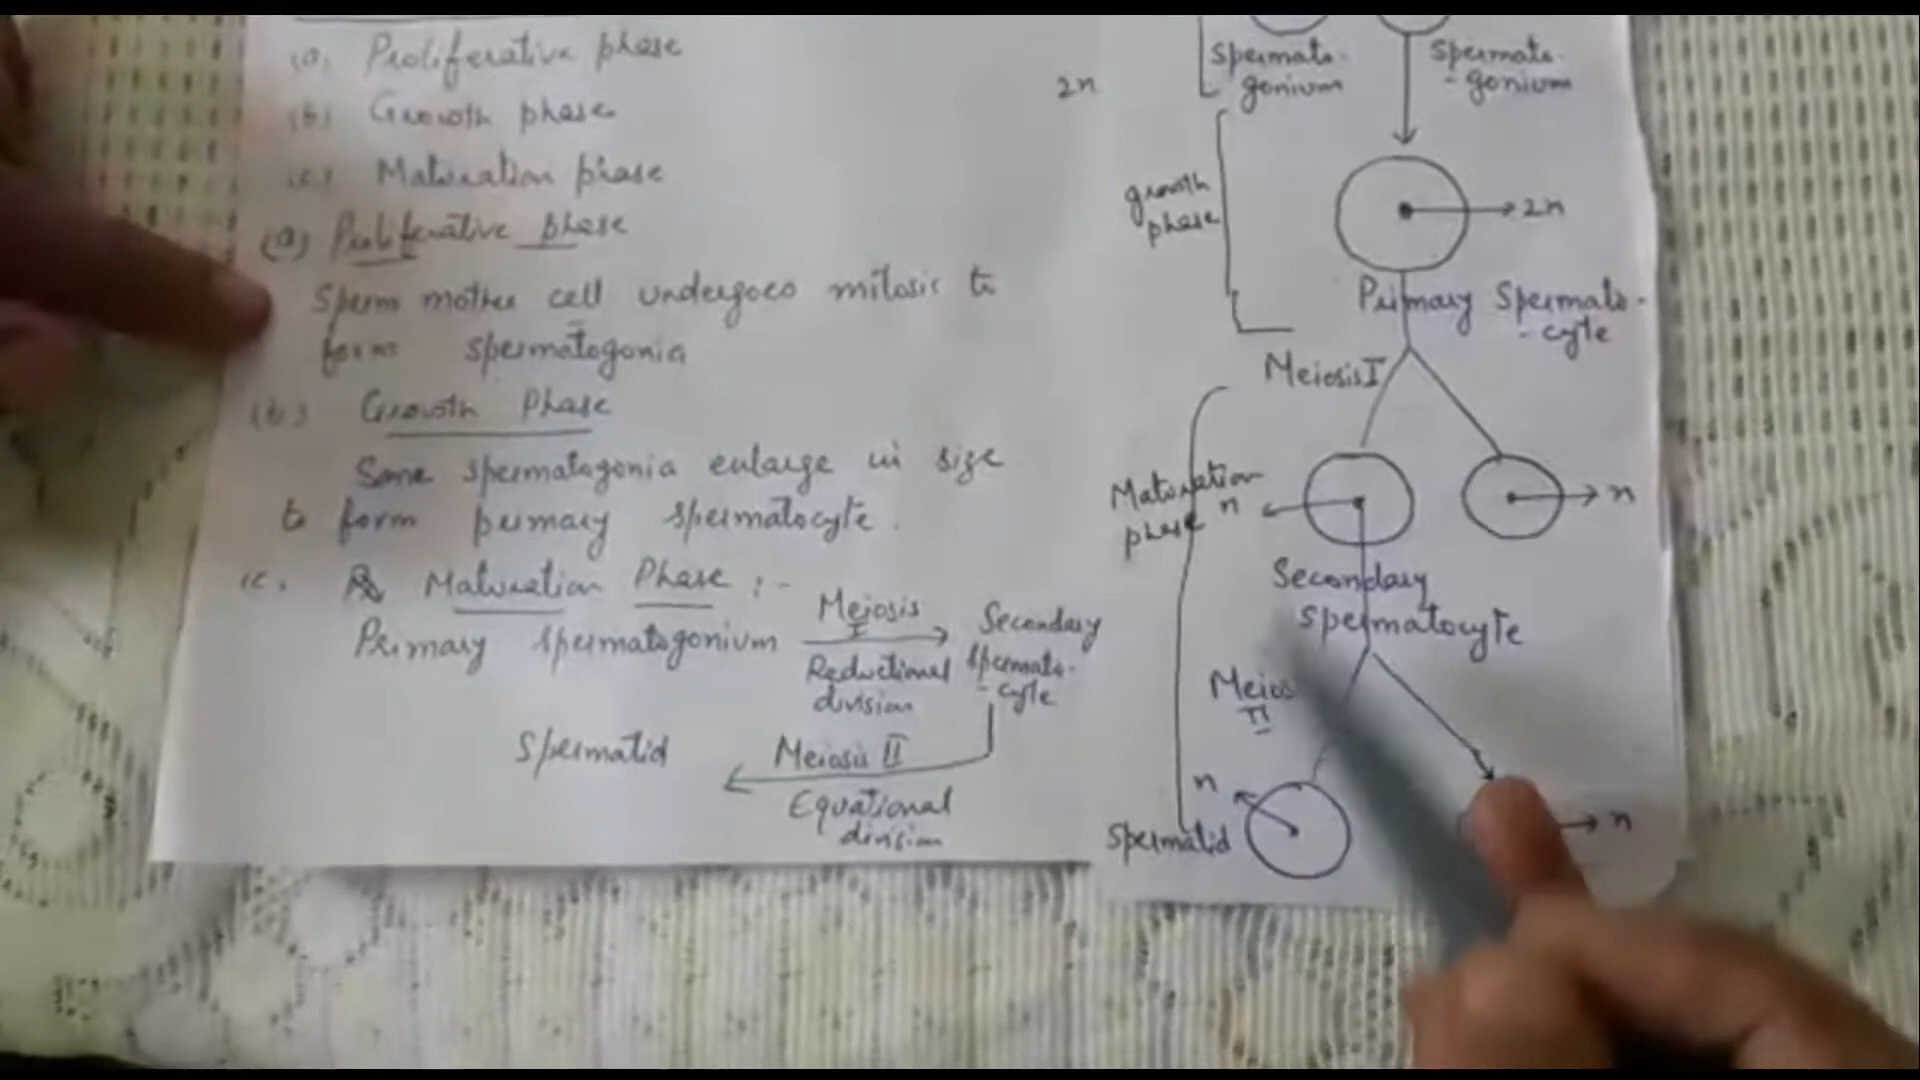 (a) Proliferative phase
(b) Growth phase
(c) Maturation phase
(a) Proliferative phase
Sperm mother cell undergoes mitosis to
form spermatogonia
(b) Growth Phase
Some spermatogonia enlarge in size
to form primary spermatocyte.
(c. Maturation Phase :-
Primary spermatogonium
Meiosis
I
Reductional
division
Secondary
spermato-
-cyte
Meiosis II
Equational
division
Spermatid
2n
Spermato-
gonium
Spermato-
-gonium
growth
phase
2n
Primary Spermato-
-cyte
Meiosis I
Maturation
phase
n
n
Secondary
Spermatocyte
Meios
II
n
Spermatid
n